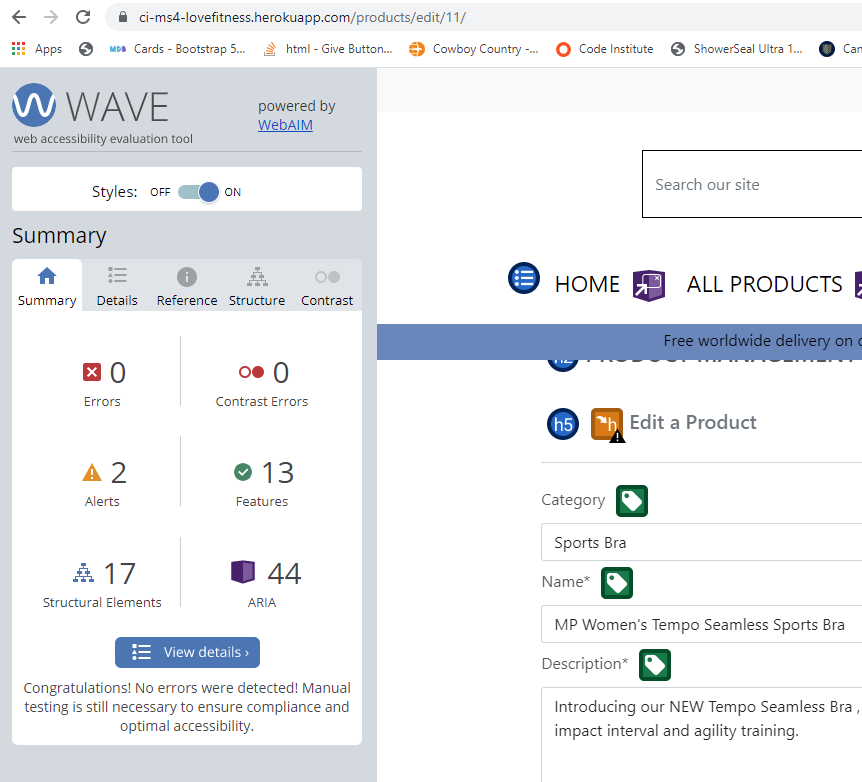 ci-ms4-lovefitness.herokuapp.com/products/edit/11/
Apps MDB Cards - Bootstrap 5... html - Give Button... Cowboy Country -... Code Institute ShowerSeal Ultra 1... Can
WAVE
web accessibility evaluation tool
powered by
WebAIM
Styles: OFF ON
Summary
Summary Details Reference Structure Contrast
0
Errors
0
Contrast Errors
2
Alerts
13
Features
17
Structural Elements
44
ARIA
View details ›
Congratulations! No errors were detected! Manual
testing is still necessary to ensure compliance and
optimal accessibility.
Search our site
HOME ALL PRODUCTS
Free worldwide delivery on
h2 PRODUCT MANAGEMENT
h5 h Edit a Product
Category
Sports Bra
Name*
MP Women's Tempo Seamless Sports Bra
Description*
Introducing our NEW Tempo Seamless Bra ,
impact interval and agility training.